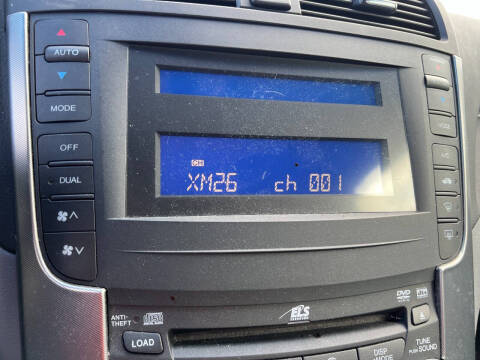 AUTO
MODE
OFF
DUAL
CH
XM26 ch 001
A/C
ANTI-
THEFT
LOAD
ELS
DVD
TUNE
PUSH SOUND
DISP
MODE